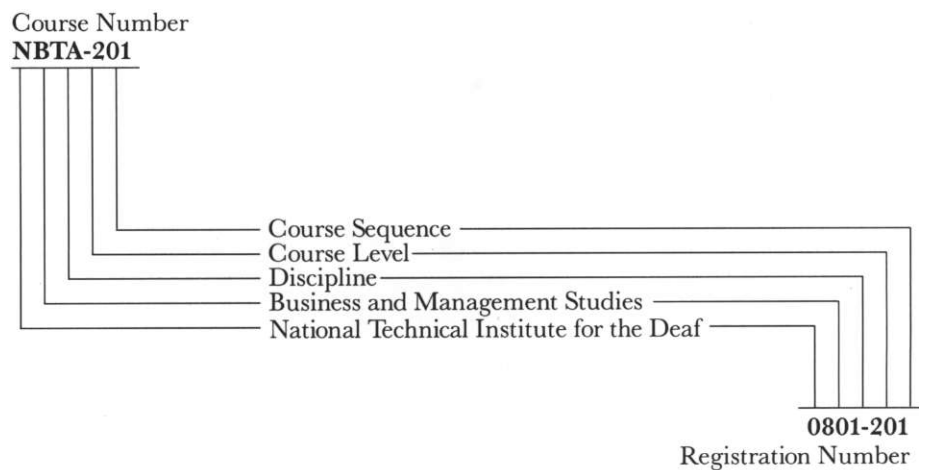 Course Number
NBTA-201
Course Sequence
Course Level
Discipline
Business and Management Studies
National Technical Institute for the Deaf
0801-201
Registration Number